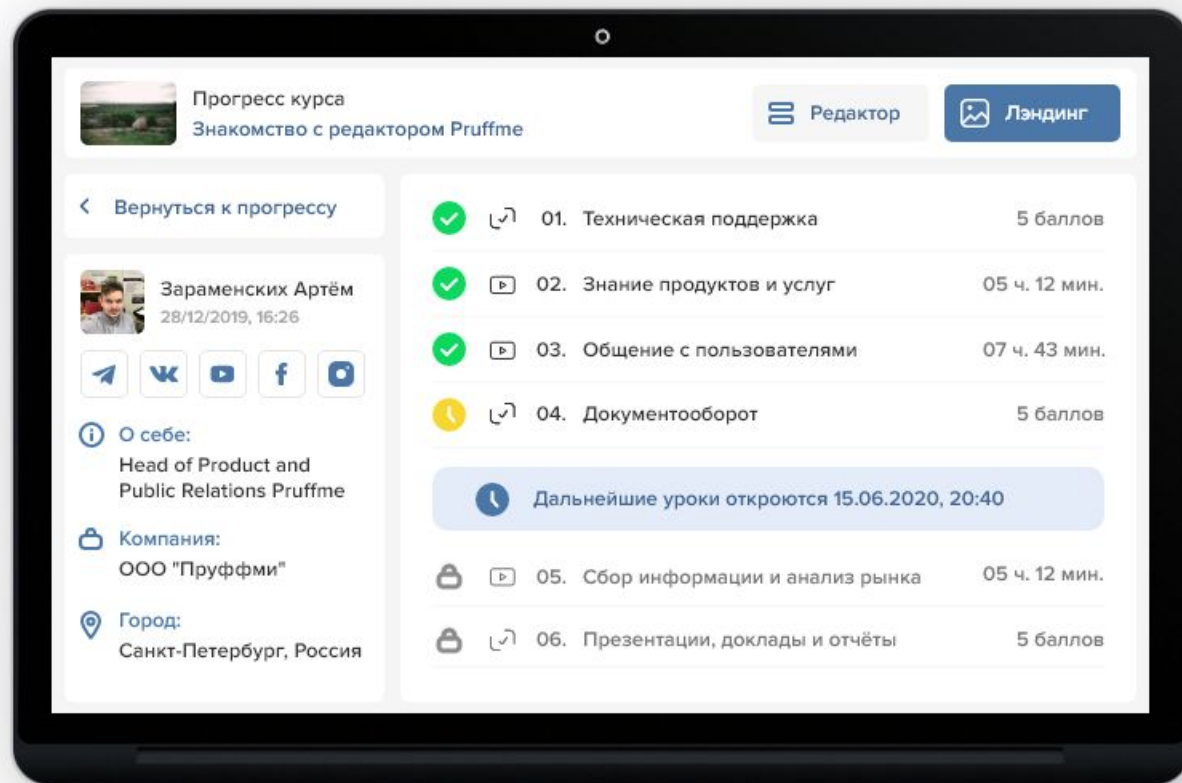 Прогресс курса
Знакомство с редактором Pruffme
Редактор
Лэндинг
Вернуться к прогрессу
Зараменских Артём
28/12/2019, 16:26
О себе:
Head of Product and
Public Relations Pruffme
Компания:
ООО "Пруффми"
Город:
Санкт-Петербург, Россия
01. Техническая поддержка 5 баллов
02. Знание продуктов и услуг 05 ч. 12 мин.
03. Общение с пользователями 07 ч. 43 мин.
04. Документооборот 5 баллов
Дальнейшие уроки откроются 15.06.2020, 20:40
05. Сбор информации и анализ рынка 05 ч. 12 мин.
06. Презентации, доклады и отчёты 5 баллов